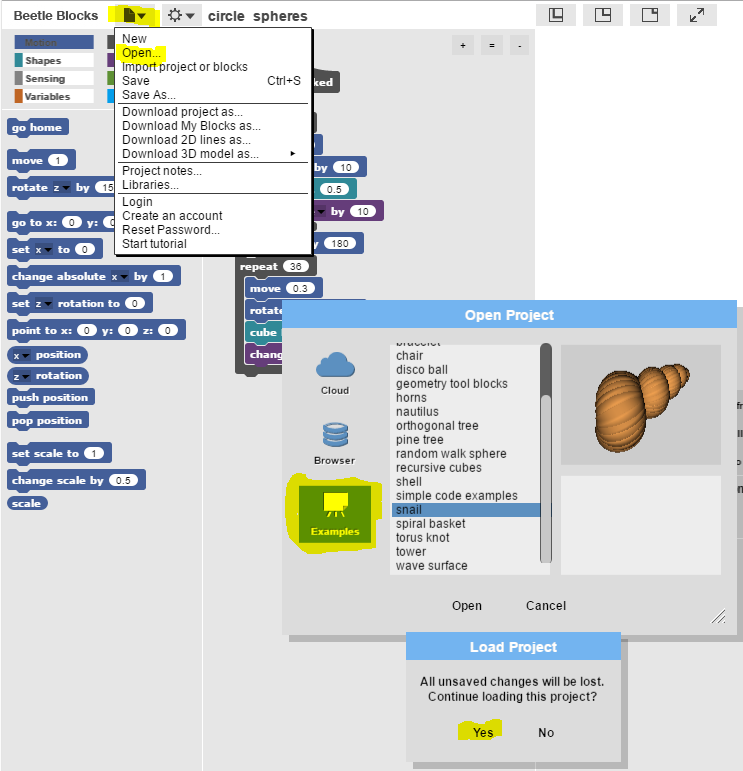 Beetle Blocks
circle spheres
Motion
Shapes
Sensing
Variables
New
Open...
Import project or blocks
Save Ctrl+S
Save As...
Download project as...
Download My Blocks as...
Download 2D lines as...
Download 3D model as...
Project notes...
Libraries...
Login
Create an account
Reset Password...
Start tutorial
go home
move 1
rotate z by 15
go to x: 0 y: 0
set x to 0
change absolute x by 1
set z rotation to 0
point to x: 0 y: 0 z: 0
x position
z rotation
push position
pop position
set scale to 1
change scale by 0.5
scale
+ = -
by 10
0.5
by 10
180
repeat 36
move 0.3
rotate
cube
Open Project
Cloud
Browser
Examples
bracelet
chair
disco ball
geometry tool blocks
horns
nautilus
orthogonal tree
pine tree
random walk sphere
recursive cubes
shell
simple code examples
snail
spiral basket
torus knot
tower
wave surface
Open Cancel
Load Project
All unsaved changes will be lost.
Continue loading this project?
Yes No